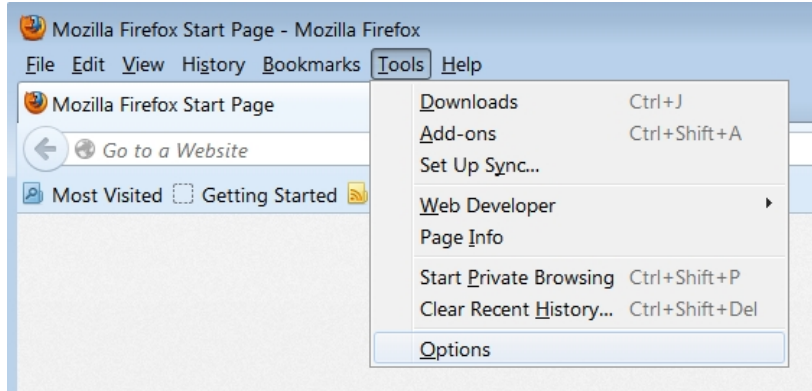 Mozilla Firefox Start Page - Mozilla Firefox
File Edit View History Bookmarks Tools Help
Mozilla Firefox Start Page
Go to a Website
Most Visited Getting Started
Downloads Ctrl+J
Add-ons Ctrl+Shift+A
Set Up Sync...
Web Developer
Page Info
Start Private Browsing Ctrl+Shift+P
Clear Recent History... Ctrl+Shift+Del
Options